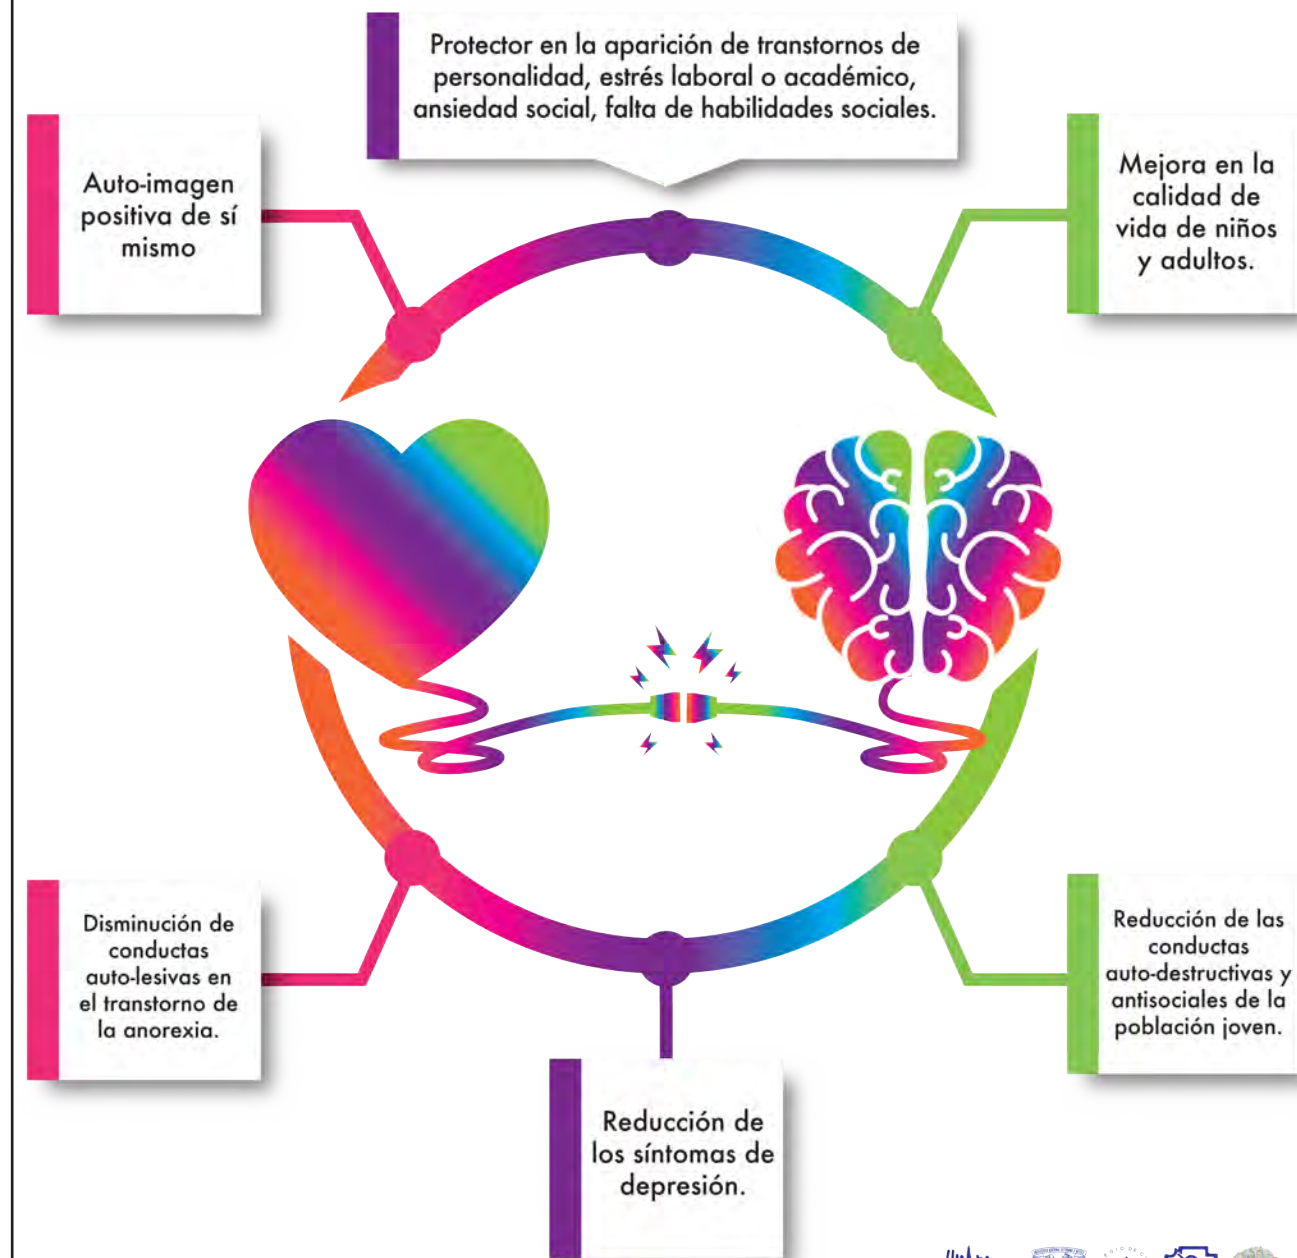 Protector en la aparición de transtornos de
personalidad, estrés laboral o académico,
ansiedad social, falta de habilidades sociales.
Auto-imagen
positiva de sí
mismo
Mejora en la
calidad de
vida de niños
y adultos.
Disminución de
conductas
auto-lesivas en
el transtorno de
la anorexia.
Reducción de las
conductas
auto-destructivas y
antisociales de la
población joven.
Reducción de
los síntomas de
depresión.